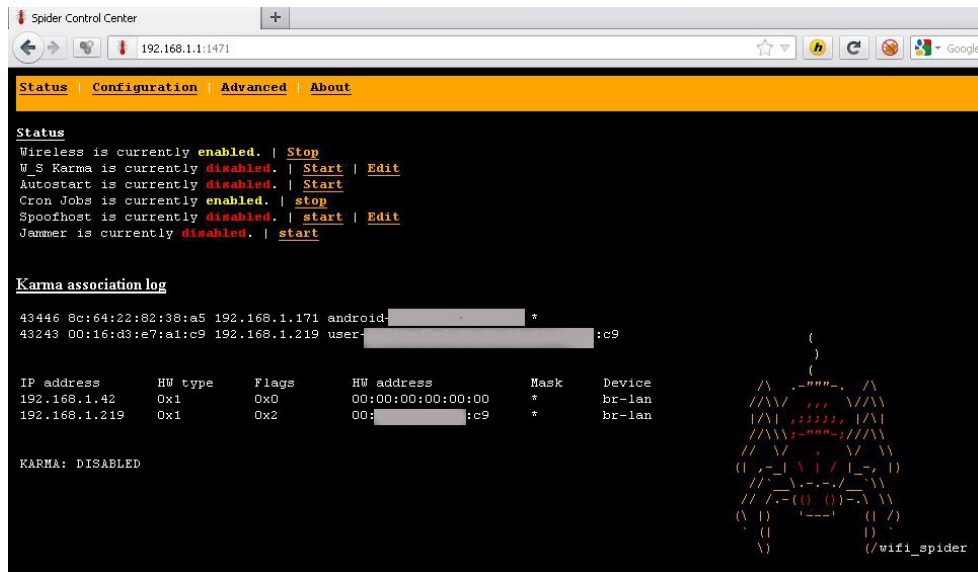 Spider Control Center
192.168.1.1:1471
Google
Status | Configuration | Advanced | About
Status
Wireless is currently enabled. | Stop
W_S Karma is currently disabled. | Start | Edit
Autostart is currently disabled. | Start
Cron Jobs is currently enabled. | stop
Spoofhost is currently disabled. | start | Edit
Jammer is currently disabled. | start
Karma association log
43446 8c:64:22:82:38:a5 192.168.1.171 android- *
43243 00:16:d3:e7:a1:c9 192.168.1.219 user- :c9
IP address HW type Flags HW address Mask Device
192.168.1.42 0x1 0x0 00:00:00:00:00:00 * br-lan
192.168.1.219 0x1 0x2 00: :c9 * br-lan
KARMA: DISABLED
wifi_spider